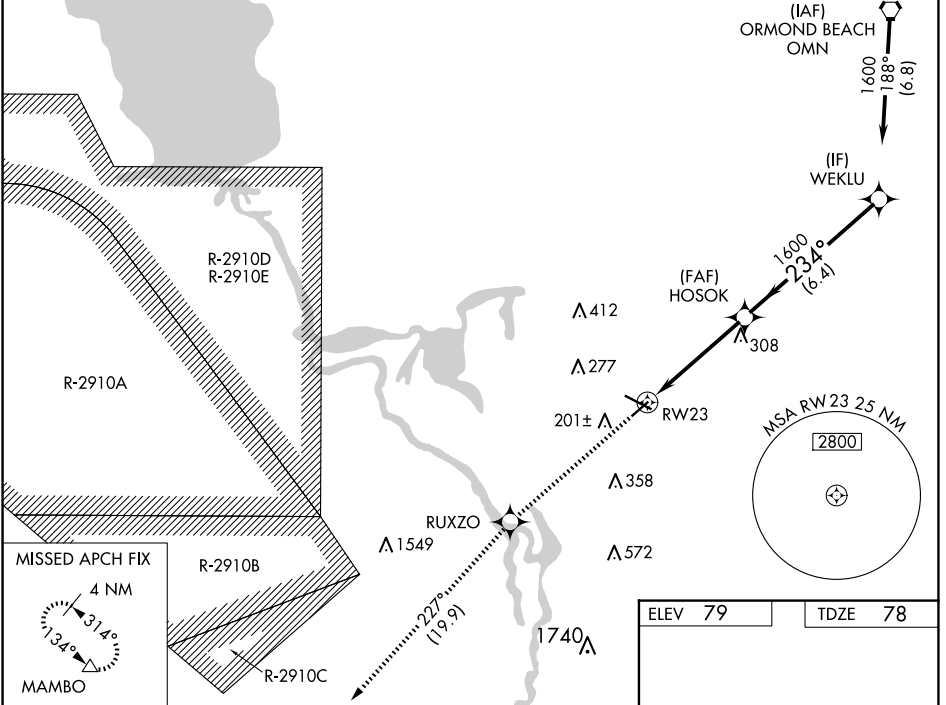 (IAF)
ORMOND BEACH
OMN
1600
188°
(6.8)
(IF)
WEKLU
1600
234°
(6.4)
(FAF)
HOSOK
R-2910D
R-2910E
412
308
277
R-2910A
RW23
201±
MSA RW 23 25 NM
2800
358
RUXZO
1549
572
R-2910B
MISSED APCH FIX
4 NM
314°
134°
MAMBO
227°
(19.9)
1740
R-2910C
ELEV 79
TDZE 78